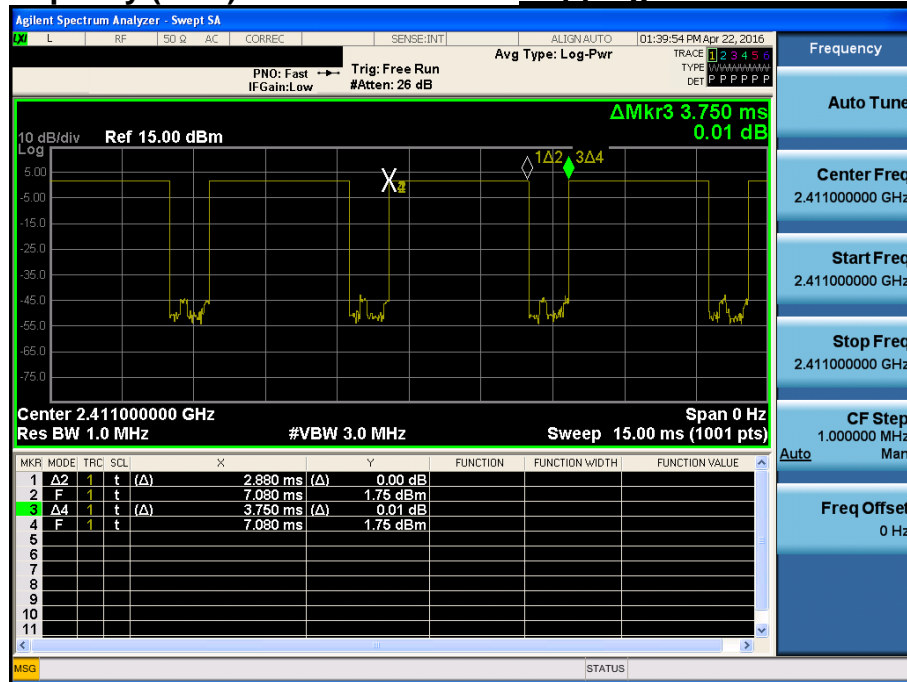 Agilent Spectrum Analyzer - Swept SA
L RF 50 Ω AC CORREC SENSE:INT ALIGN AUTO 01:39:54 PM Apr 22, 2016
Frequency
Avg Type: Log-Pwr TRACE 1 2 3 4 5 6
PNO: Fast Trig: Free Run TYPE WWWWWW
IFGain:Low #Atten: 26 dB DET P P P P P P
Auto Tune
ΔMkr3 3.750 ms
0.01 dB
10 dB/div Ref 15.00 dBm
Log
1Δ2 3Δ4
5.00
-5.00
-15.0
-25.0
-35.0
-45.0
-55.0
-65.0
-75.0
Center Freq
2.411000000 GHz
Start Freq
2.411000000 GHz
Stop Freq
2.411000000 GHz
Center 2.411000000 GHz Span 0 Hz
Res BW 1.0 MHz #VBW 3.0 MHz Sweep 15.00 ms (1001 pts)
CF Step
1.000000 MHz
Auto Man
MKR MODE TRC SCL X Y FUNCTION FUNCTION WIDTH FUNCTION VALUE
1 Δ2 1 t (Δ) 2.880 ms (Δ) 0.00 dB
2 F 1 t 7.080 ms 1.75 dBm
3 Δ4 1 t (Δ) 3.750 ms (Δ) 0.01 dB
4 F 1 t 7.080 ms 1.75 dBm
5
6
7
8
9
10
11
Freq Offset
0 Hz
MSG STATUS